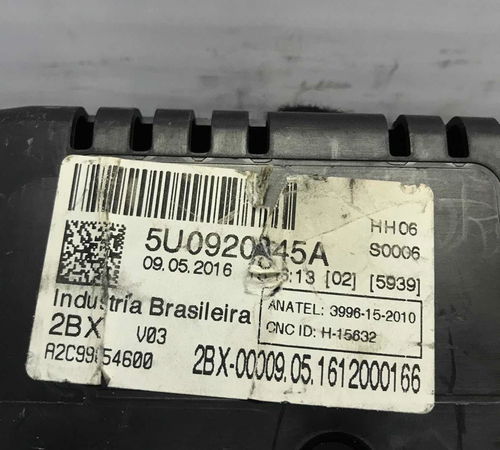 HH06
S0006
09.05.2016 [02] [5939]
Industria Brasileira
2BX V03
ANATEL: 3996-15-2010
CNC ID: H-15632
2BX-00009.05.1612000166